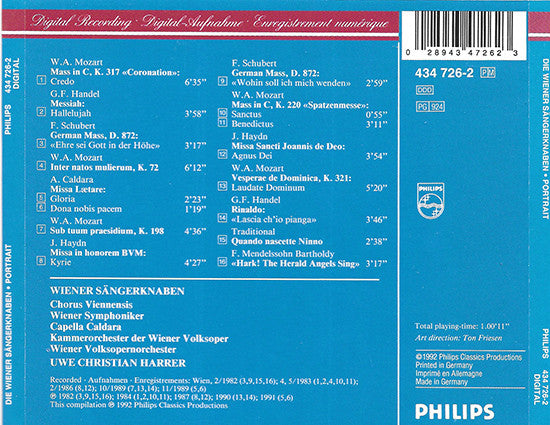 Digital Recording · Digital-Aufnahme · Enregistrement numérique
W.A. Mozart
Mass in C, K. 317 «Coronation»:
1 Credo 6'35"
G.F. Handel
Messiah:
2 Hallelujah 3'58"
F. Schubert
German Mass, D. 872:
3 «Ehre sei Gott in der Höhe» 3'17"
W.A. Mozart
4 Inter natos mulierum, K. 72 6'12"
A. Caldara
Missa Lætare:
5 Gloria 2'23"
6 Dona nobis pacem 1'19"
W.A. Mozart
7 Sub tuum praesidium, K. 198 4'36"
J. Haydn
Missa in honorem BVM:
8 Kyrie 4'27"
F. Schubert
German Mass, D. 872:
9 «Wohin soll ich mich wenden» 2'59"
W.A. Mozart
Mass in C, K. 220 «Spatzenmesse»:
10 Sanctus 0'55"
11 Benedictus 3'11"
J. Haydn
Missa Sancti Joannis de Deo:
12 Agnus Dei 3'54"
W.A. Mozart
Vesperae de Dominica, K. 321:
13 Laudate Dominum 5'20"
G.F. Handel
Rinaldo:
14 «Lascia ch'io pianga» 3'46"
Traditional
15 Quando nascette Ninno 2'38"
F. Mendelssohn Bartholdy
16 «Hark! The Herald Angels Sing» 3'17"
WIENER SÄNGERKNABEN
Chorus Viennensis
Wiener Symphoniker
Capella Caldara
Kammerorchester der Wiener Volksoper
Wiener Volksopernorchester
UWE CHRISTIAN HARRER
Recorded · Aufnahmen · Enregistrements: Wien, 2/1982 (3,9,15,16); 4, 5/1983 (1,2,4,10,11);
2/1986 (8,12); 10/1989 (7,13,14); 11/1989 (5,6)
℗ 1982 (3,9,15,16); 1984 (1,2,10,11); 1987 (8,12); 1990 (13,14); 1991 (5,6)
This compilation ℗ 1992 Philips Classics Productions
0 28943 47262 3
434 726-2 PM
DDD
PG 924
PHILIPS
Total playing-time: 1.00'11"
Art direction: Ton Friesen
©1992 Philips Classics Productions
Printed in Germany
Imprimé en Allemagne
Made in Germany
PHILIPS
DIE WIENER SÄNGERKNABEN • PORTRAIT
PHILIPS
434 726-2
DIGITAL
DIE WIENER SÄNGERKNABEN • PORTRAIT
PHILIPS
434 726-2
DIGITAL